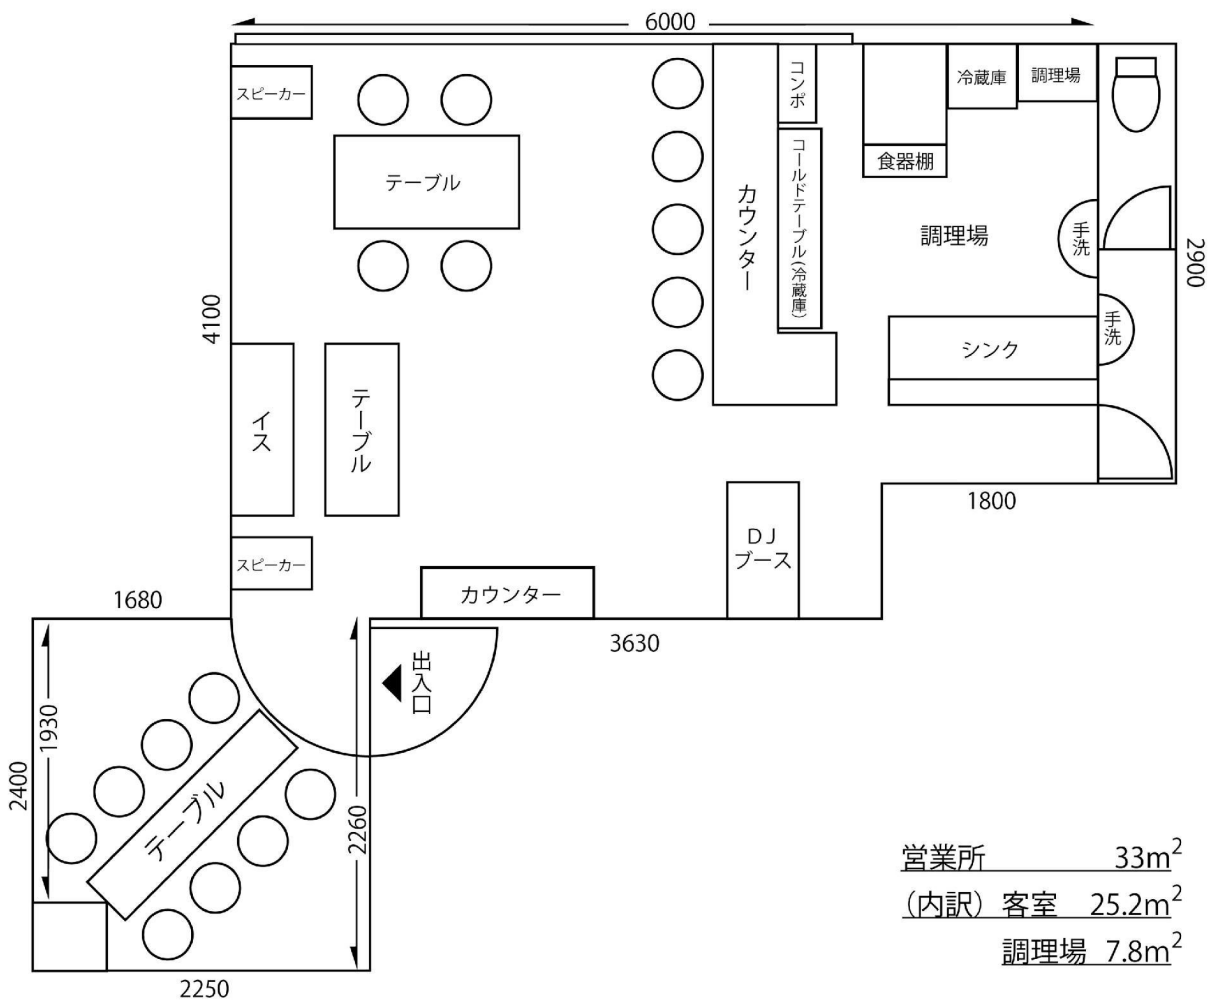 6000
スピーカー
コンポ
冷蔵庫
調理場
テーブル
食器棚
コールドテーブル(冷蔵庫)
カウンター
調理場
手洗
2900
4100
手洗
シンク
イス
テーブル
1800
DJ
ブース
スピーカー
カウンター
1680
3630
出入口
1930
2400
テーブル
2260
2250
営業所 33m²
(内訳) 客室 25.2m²
調理場 7.8m²